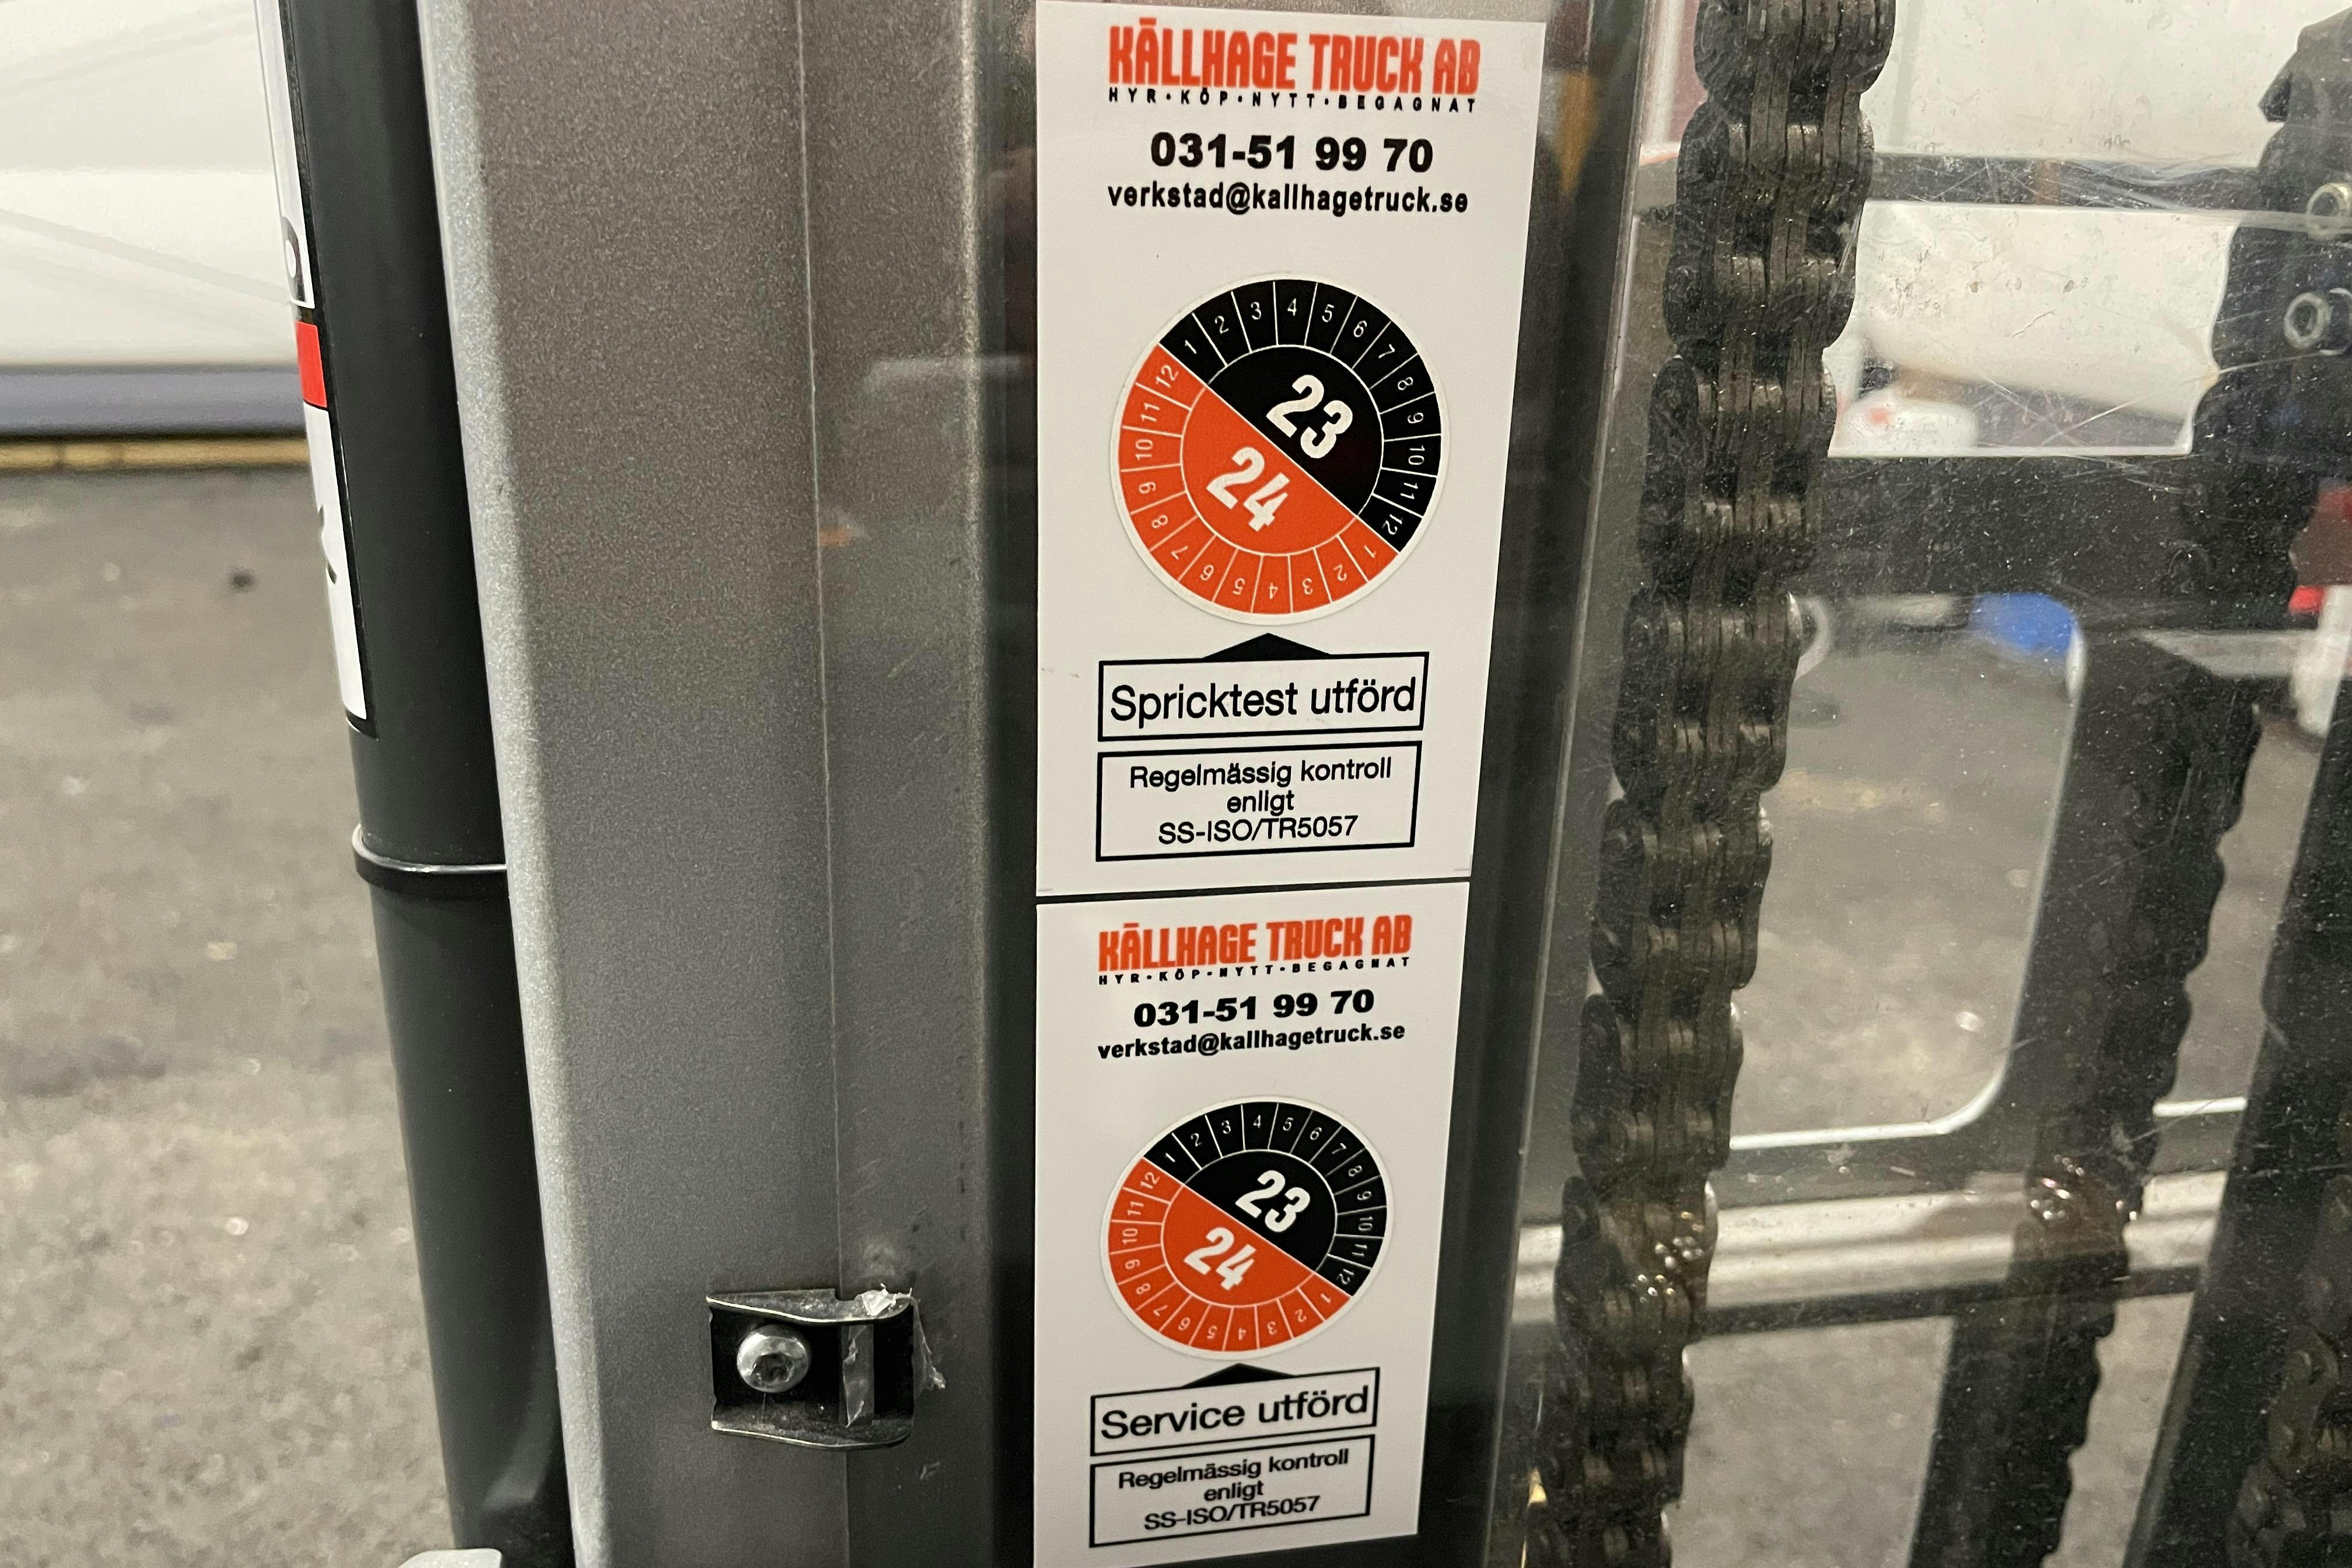 KÄLLHAGE TRUCK AB
HYR·KÖP·NYTT·BEGAGNAT
031-51 99 70
verkstad@kallhagetruck.se
1 2 3 4 5 6 7 8 9 10 11 12
23
24
1 2 3 4 5 6 7 8 9 10 11 12
Spricktest utförd
Regelmässig kontroll
enligt
SS-ISO/TR5057
KÄLLHAGE TRUCK AB
HYR·KÖP·NYTT·BEGAGNAT
031-51 99 70
verkstad@kallhagetruck.se
1 2 3 4 5 6 7 8 9 10 11 12
23
24
1 2 3 4 5 6 7 8 9 10 11 12
Service utförd
Regelmässig kontroll
enligt
SS-ISO/TR5057